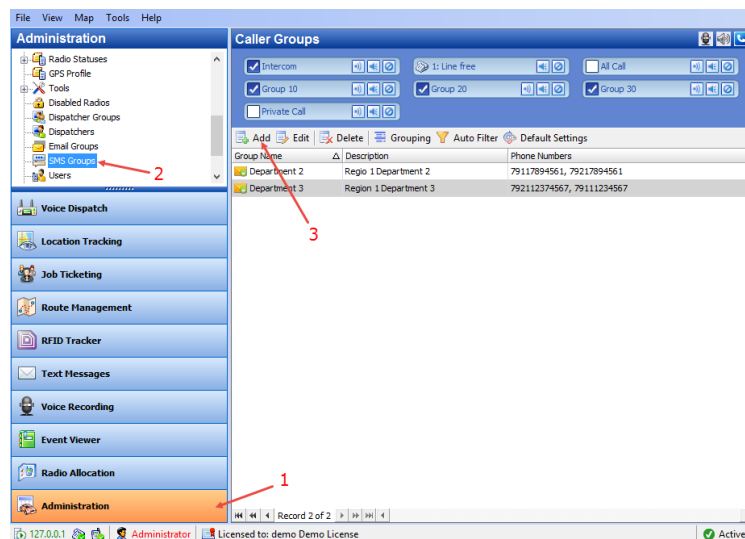 File View Map Tools Help
Administration
Radio Statuses
GPS Profile
Tools
Disabled Radios
Dispatcher Groups
Dispatchers
Email Groups
SMS Groups
Users
2
Voice Dispatch
Location Tracking
Job Ticketing
Route Management
RFID Tracker
Text Messages
Voice Recording
Event Viewer
Radio Allocation
Administration
1
Caller Groups
Intercom 1: Line free All Call
Group 10 Group 20 Group 30
Private Call
Add Edit Delete Grouping Auto Filter Default Settings
Group Name Description Phone Numbers
Department 2 Regio 1 Department 2 79117894561, 79217894561
Department 3 Region 1 Department 3 792112374567, 79111234567
3
Record 2 of 2
127.0.0.1 Administrator Licensed to: demo Demo License Active